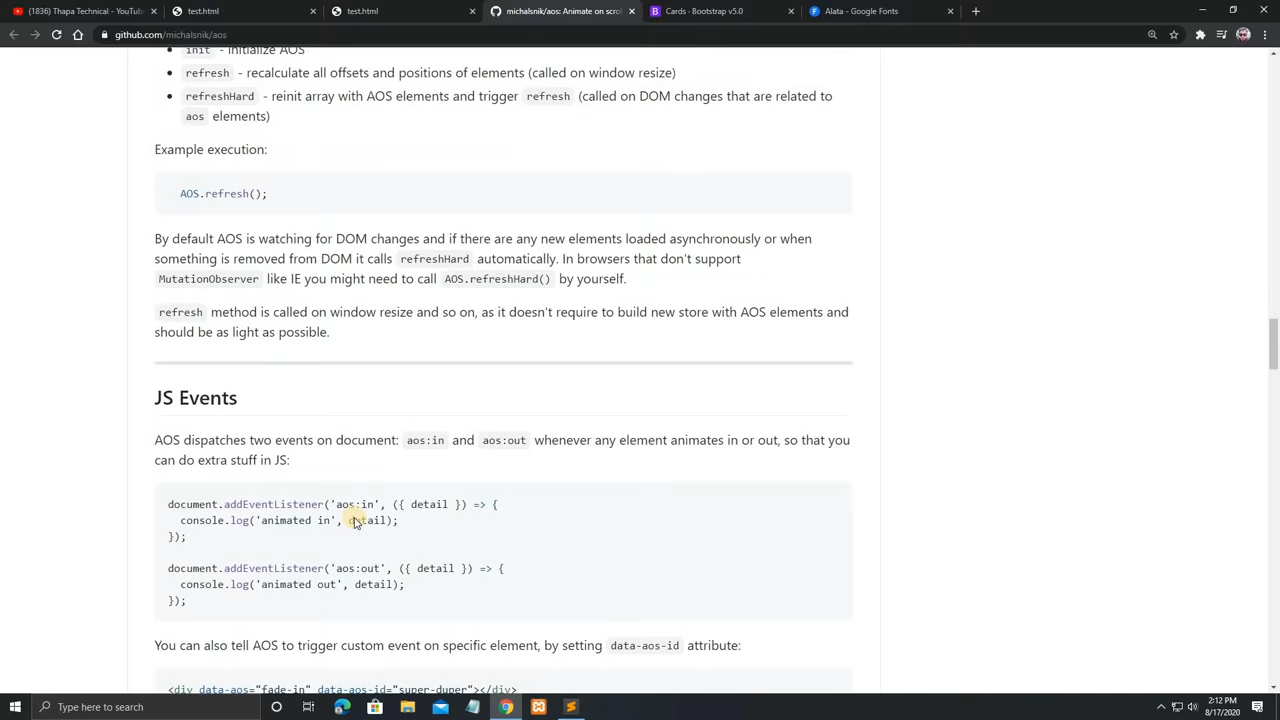 (1836) Thapa Technical - YouTube
test.html
test.html
michalsnik/aos: Animate on scrol
Cards · Bootstrap v5.0
Alata - Google Fonts
github.com/michalsnik/aos
init - initialize AOS
refresh - recalculate all offsets and positions of elements (called on window resize)
refreshHard - reinit array with AOS elements and trigger refresh (called on DOM changes that are related to
aos elements)
Example execution:
AOS.refresh();
By default AOS is watching for DOM changes and if there are any new elements loaded asynchronously or when
something is removed from DOM it calls refreshHard automatically. In browsers that don't support
MutationObserver like IE you might need to call AOS.refreshHard() by yourself.
refresh method is called on window resize and so on, as it doesn't require to build new store with AOS elements and
should be as light as possible.
JS Events
AOS dispatches two events on document: aos:in and aos:out whenever any element animates in or out, so that you
can do extra stuff in JS:
document.addEventListener('aos:in', ({ detail }) => {
console.log('animated in', detail);
});
document.addEventListener('aos:out', ({ detail }) => {
console.log('animated out', detail);
});
You can also tell AOS to trigger custom event on specific element, by setting data-aos-id attribute:
<div data-aos="fade-in" data-aos-id="super-duper"></div>
Type here to search
2:12 PM
8/17/2020